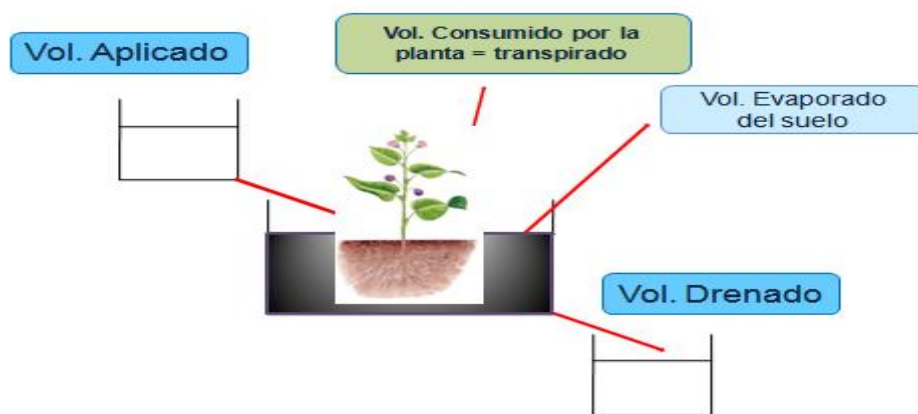 Vol. Aplicado
Vol. Consumido por la
planta = transpirado
Vol. Evaporado
del suelo
Vol. Drenado